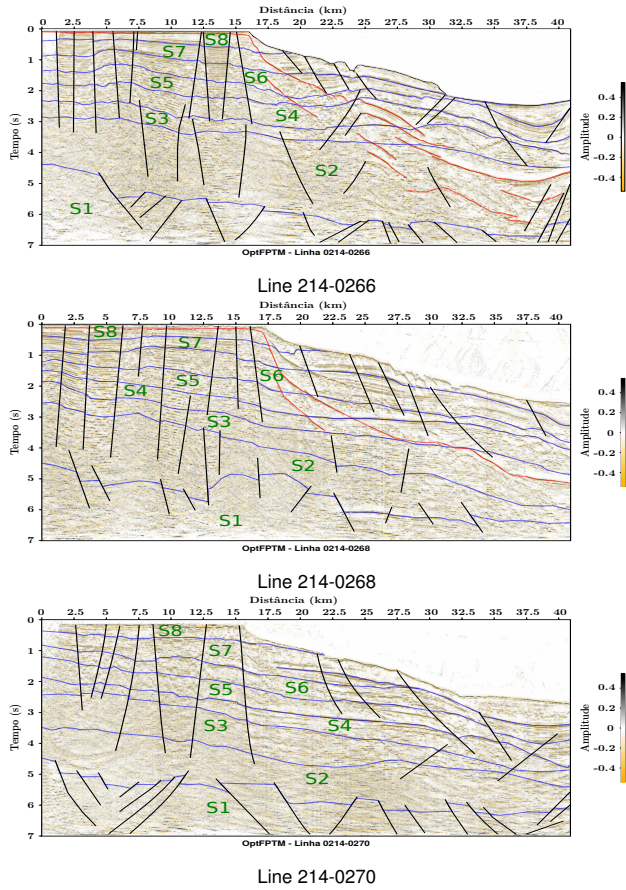 Distância (km)
0 2.5 5 7.5 10 12.5 15 17.5 20 22.5 25 27.5 30 32.5 35 37.5 40
0
1
2
3
4
5
6
7
Tempo (s)
S8
S7
S6
S5
S4
S3
S2
S1
0.4
0.2
0
−0.2
−0.4
Amplitude
OptFPTM - Linha 0214-0266
Line 214-0266
Distância (km)
0 2.5 5 7.5 10 12.5 15 17.5 20 22.5 25 27.5 30 32.5 35 37.5 40
0
1
2
3
4
5
6
7
Tempo (s)
S8
S7
S6
S5
S4
S3
S2
S1
0.4
0.2
0
−0.2
−0.4
Amplitude
OptFPTM - Linha 0214-0268
Line 214-0268
Distância (km)
0 2.5 5 7.5 10 12.5 15 17.5 20 22.5 25 27.5 30 32.5 35 37.5 40
0
1
2
3
4
5
6
7
Tempo (s)
S8
S7
S6
S5
S4
S3
S2
S1
0.4
0.2
0
−0.2
−0.4
Amplitude
OptFPTM - Linha 0214-0270
Line 214-0270